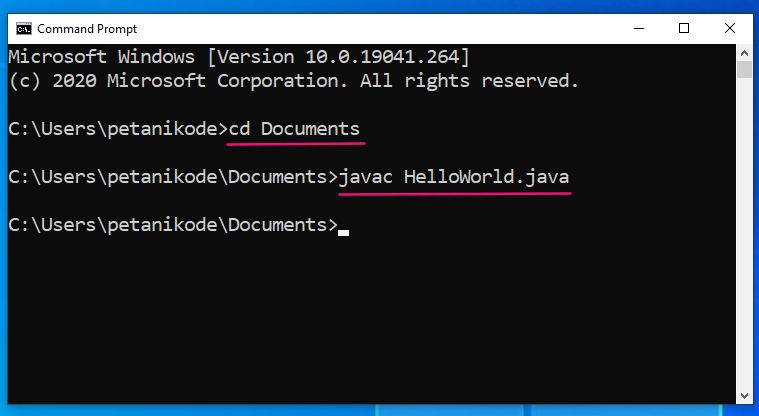 Command Prompt
Microsoft Windows [Version 10.0.19041.264]
(c) 2020 Microsoft Corporation. All rights reserved.
C:\Users\petanikode>cd Documents
C:\Users\petanikode\Documents>javac HelloWorld.java
C:\Users\petanikode\Documents>